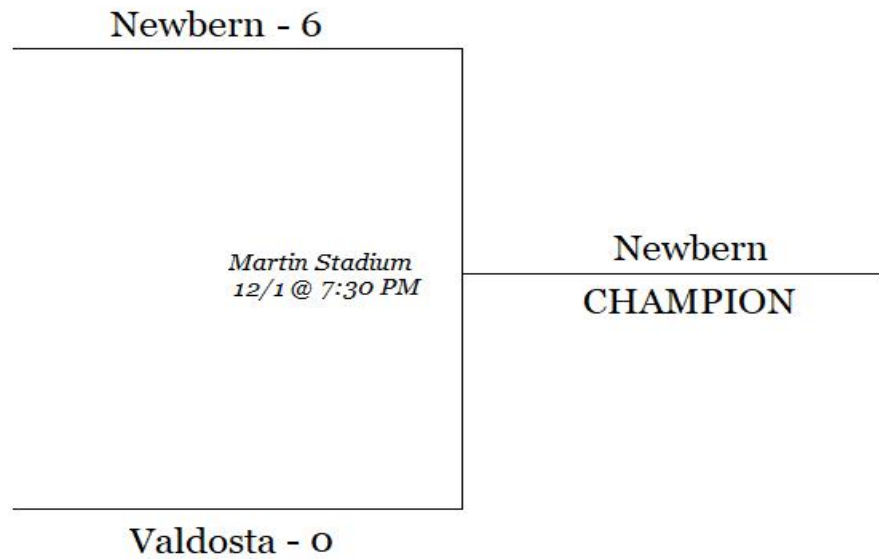 Newbern - 6
Martin Stadium
12/1 @ 7:30 PM
Newbern
CHAMPION
Valdosta - 0